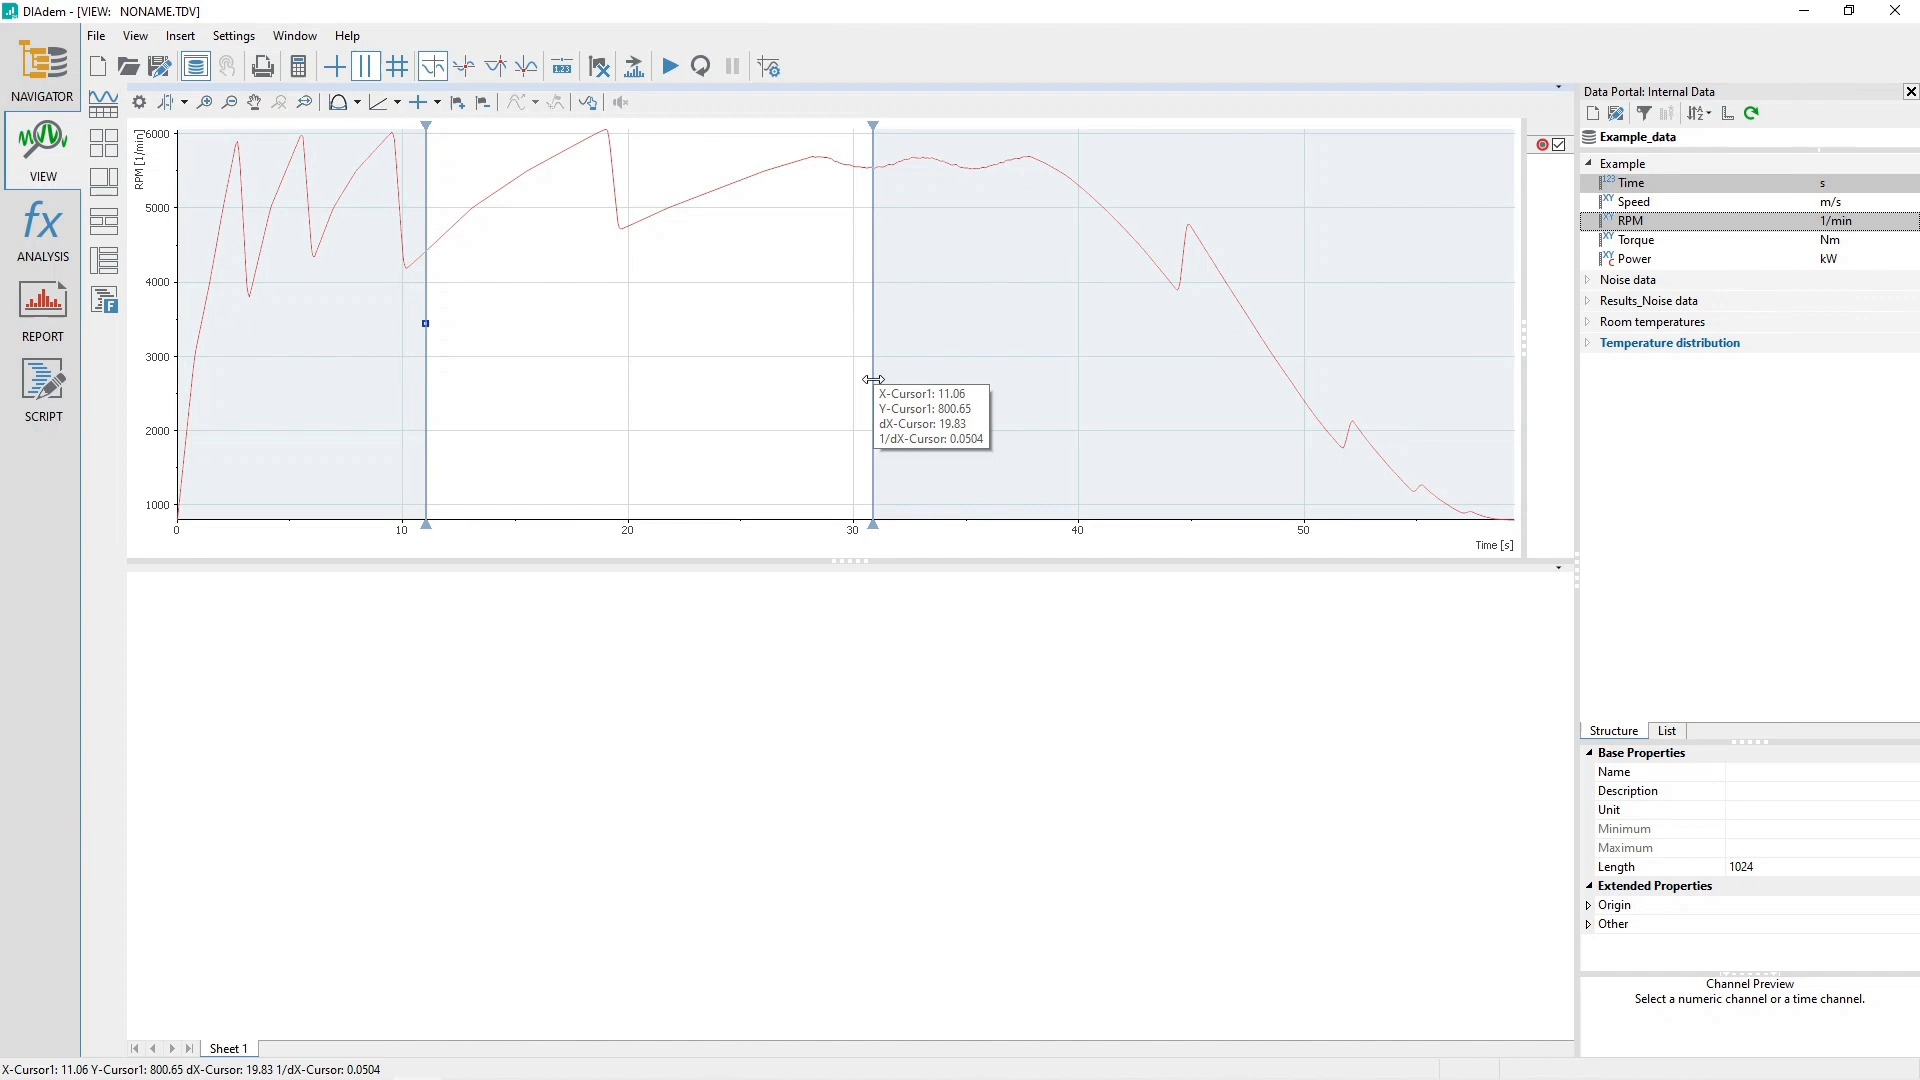 DIAdem - [VIEW:   NONAME.TDV]
File View Insert Settings Window Help
NAVIGATOR
VIEW
ANALYSIS
REPORT
SCRIPT
RPM [1/min]
6000
5000
4000
3000
2000
1000
0 10 20 30 40 50
Time [s]
X-Cursor1: 11.06
Y-Cursor1: 800.65
dX-Cursor: 19.83
1/dX-Cursor: 0.0504
Data Portal: Internal Data
Example_data
Example
Time s
Speed m/s
RPM 1/min
Torque Nm
Power kW
Noise data
Results_Noise data
Room temperatures
Temperature distribution
Structure List
Base Properties
Name
Description
Unit
Minimum
Maximum
Length 1024
Extended Properties
Origin
Other
Channel Preview
Select a numeric channel or a time channel.
Sheet 1
X-Cursor1: 11.06 Y-Cursor1: 800.65 dX-Cursor: 19.83 1/dX-Cursor: 0.0504